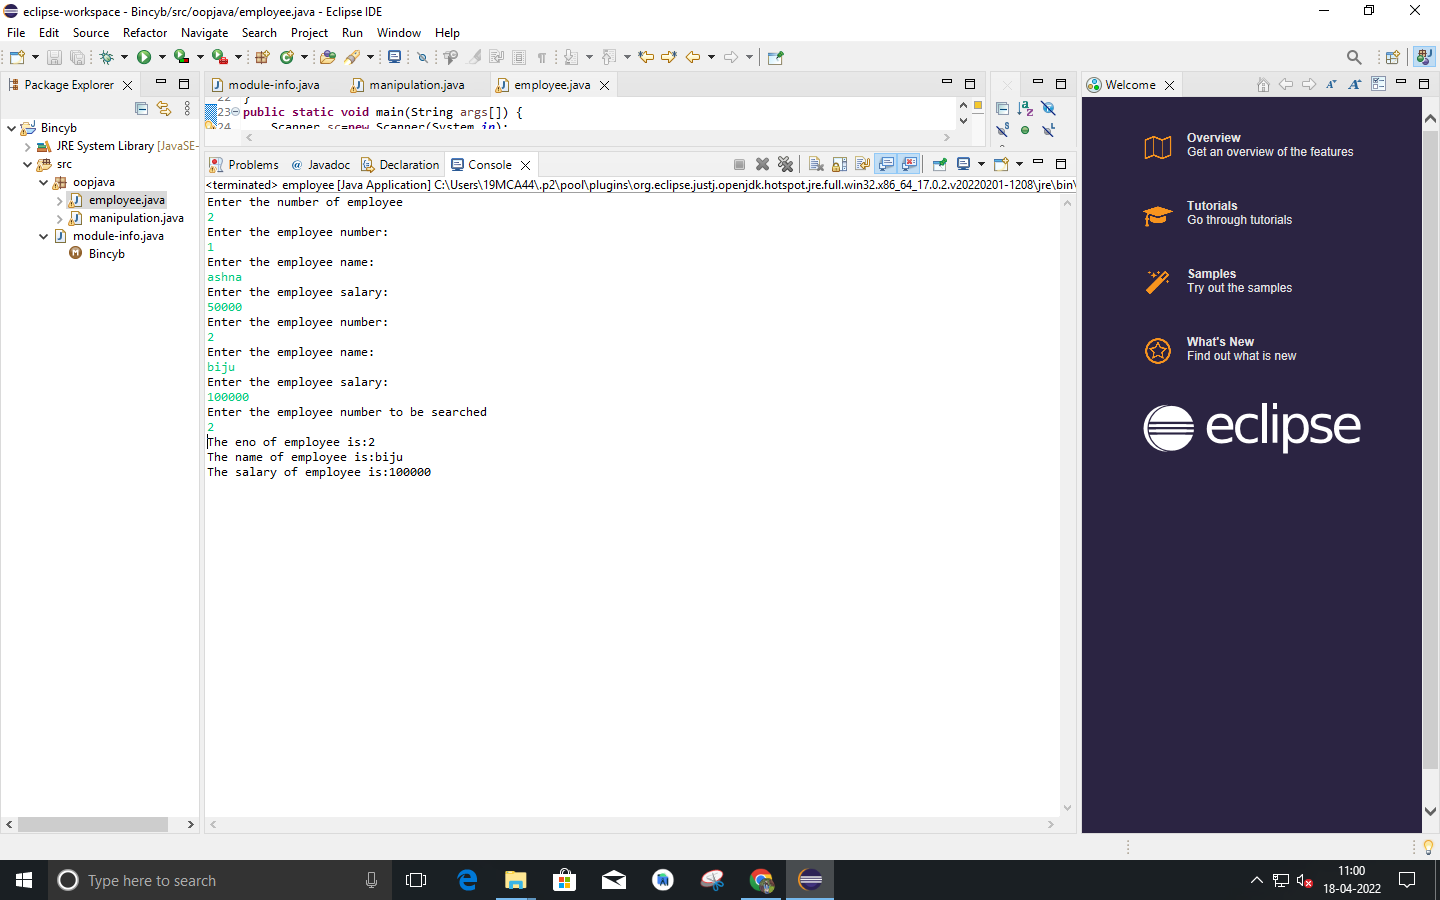 eclipse-workspace - Bincyb/src/oopjava/employee.java - Eclipse IDE
File Edit Source Refactor Navigate Search Project Run Window Help
Package Explorer
Bincyb
JRE System Library [JavaSE-
src
oopjava
employee.java
manipulation.java
module-info.java
Bincyb
module-info.java manipulation.java employee.java
22 }
23 public static void main(String args[]) {
24 Scanner sc=new Scanner(System.in);
Problems @ Javadoc Declaration Console
<terminated> employee [Java Application] C:\Users\19MCA44\.p2\pool\plugins\org.eclipse.justj.openjdk.hotspot.jre.full.win32.x86_64_17.0.2.v20220201-1208\jre\bin\
Enter the number of employee
2
Enter the employee number:
1
Enter the employee name:
ashna
Enter the employee salary:
50000
Enter the employee number:
2
Enter the employee name:
biju
Enter the employee salary:
100000
Enter the employee number to be searched
2
The eno of employee is:2
The name of employee is:biju
The salary of employee is:100000
Welcome
Overview
Get an overview of the features
Tutorials
Go through tutorials
Samples
Try out the samples
What's New
Find out what is new
eclipse
Type here to search
11:00
18-04-2022